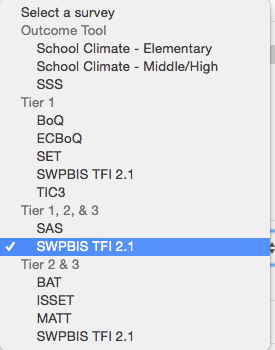 Select a survey
Outcome Tool
School Climate - Elementary
School Climate - Middle/High
SSS
Tier 1
BoQ
ECBoQ
SET
SWPBIS TFI 2.1
TIC3
Tier 1, 2, & 3
SAS
✓ SWPBIS TFI 2.1
Tier 2 & 3
BAT
ISSET
MATT
SWPBIS TFI 2.1